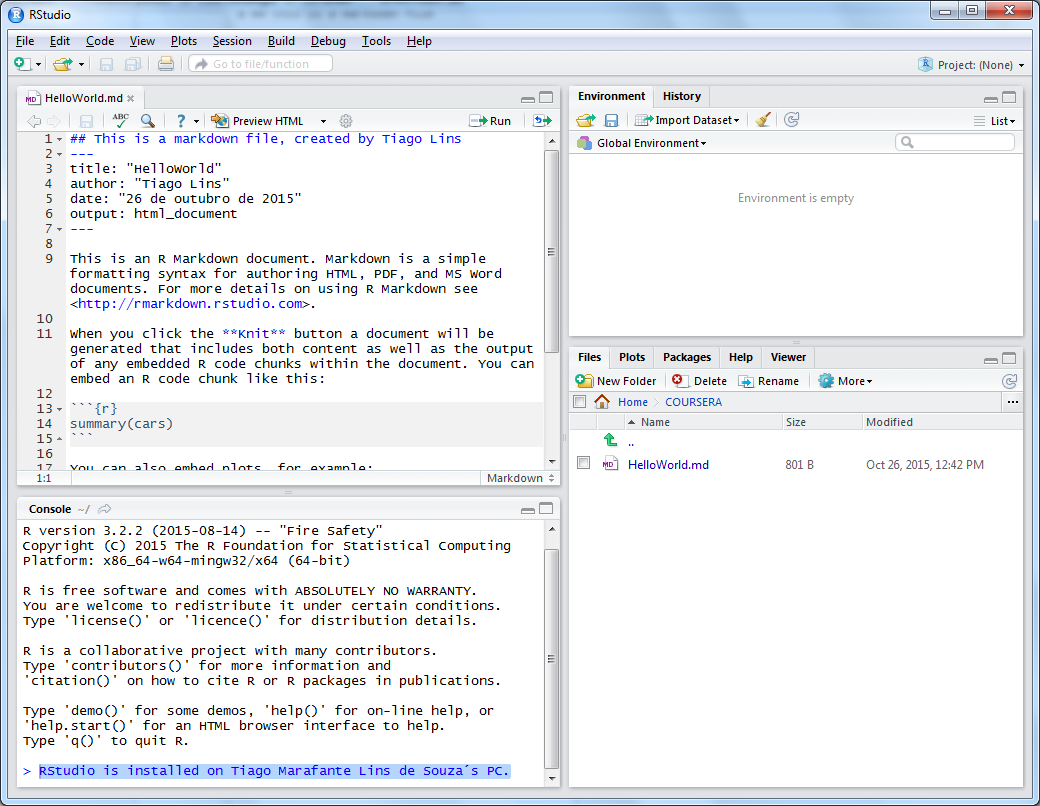 RStudio
File Edit Code View Plots Session Build Debug Tools Help
Go to file/function
Project: (None)
HelloWorld.md
ABC
Preview HTML
Run
1 ## This is a markdown file, created by Tiago Lins
2 ---
3 title: "HelloWorld"
4 author: "Tiago Lins"
5 date: "26 de outubro de 2015"
6 output: html_document
7 ---
8
9 This is an R Markdown document. Markdown is a simple
formatting syntax for authoring HTML, PDF, and MS Word
documents. For more details on using R Markdown see
<http://rmarkdown.rstudio.com>.
10
11 When you click the **Knit** button a document will be
generated that includes both content as well as the output
of any embedded R code chunks within the document. You can
embed an R code chunk like this:
12
13 ```{r}
14 summary(cars)
15 ```
16
17 You can also embed plots, for example:
1:1
Markdown
Console ~/
R version 3.2.2 (2015-08-14) -- "Fire Safety"
Copyright (C) 2015 The R Foundation for Statistical Computing
Platform: x86_64-w64-mingw32/x64 (64-bit)
R is free software and comes with ABSOLUTELY NO WARRANTY.
You are welcome to redistribute it under certain conditions.
Type 'license()' or 'licence()' for distribution details.
R is a collaborative project with many contributors.
Type 'contributors()' for more information and
'citation()' on how to cite R or R packages in publications.
Type 'demo()' for some demos, 'help()' for on-line help, or
'help.start()' for an HTML browser interface to help.
Type 'q()' to quit R.
> RStudio is installed on Tiago Marafante Lins de Souza´s PC.
Environment History
Import Dataset
List
Global Environment
Environment is empty
Files Plots Packages Help Viewer
New Folder Delete Rename More
Home COURSERA
...
Name Size Modified
..
MD HelloWorld.md 801 B Oct 26, 2015, 12:42 PM